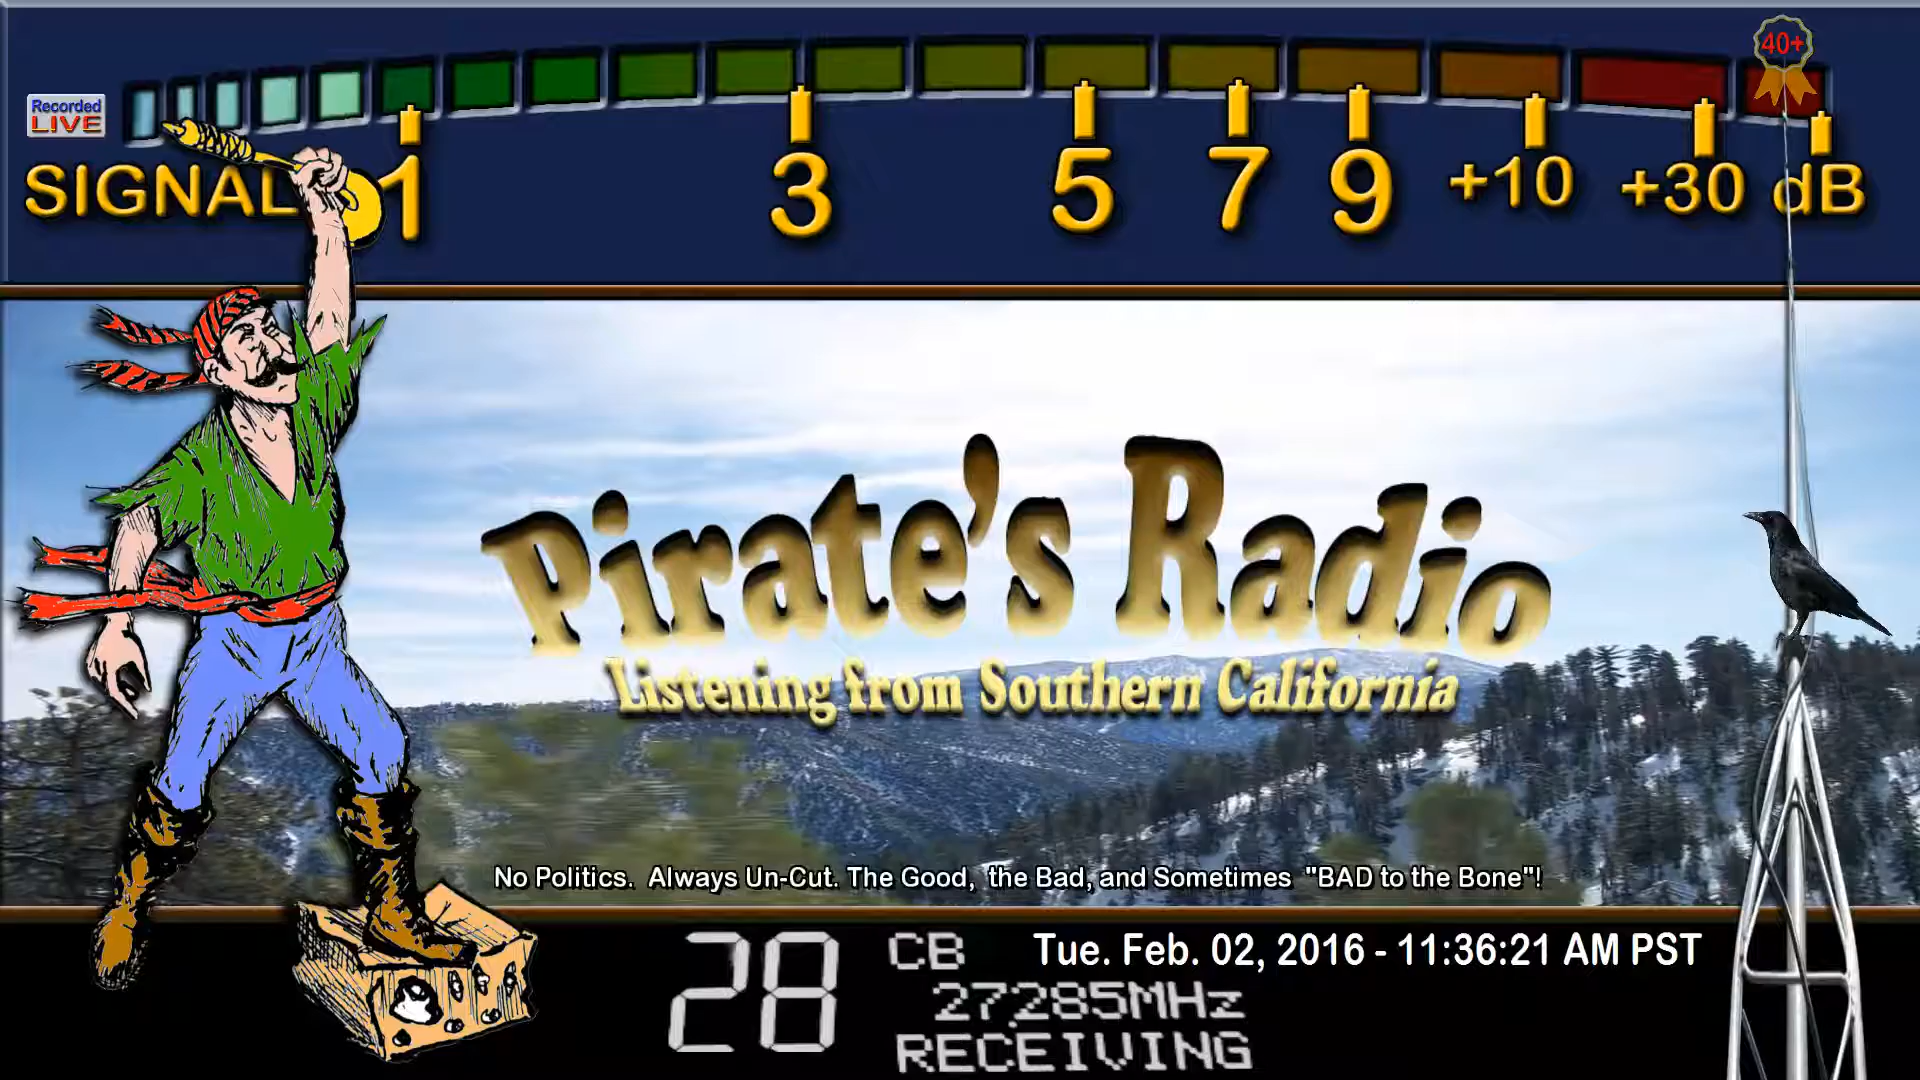 40+
Recorded
LIVE
SIGNAL 1 3 5 7 9 +10 +30 dB
Pirate's Radio
Listening from Southern California
No Politics. Always Un-Cut. The Good, the Bad, and Sometimes "BAD to the Bone"!
28 CB Tue. Feb. 02, 2016 - 11:36:21 AM PST
27.285MHz
RECEIVING